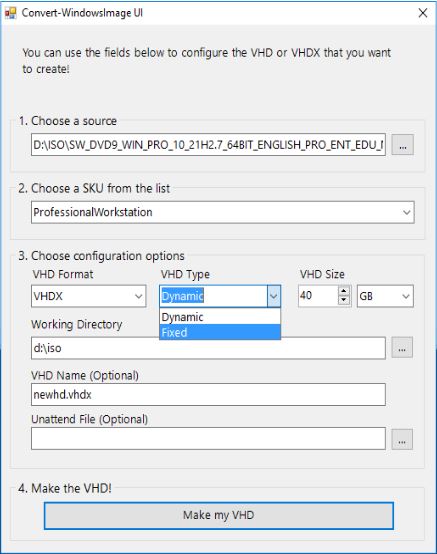 Convert-WindowsImage UI
You can use the fields below to configure the VHD or VHDX that you want
to create!
1. Choose a source
D:\ISO\SW_DVD9_WIN_PRO_10_21H2.7_64BIT_ENGLISH_PRO_ENT_EDU_N
...
2. Choose a SKU from the list
ProfessionalWorkstation
3. Choose configuration options
VHD Format VHD Type VHD Size
VHDX Dynamic 40 GB
Dynamic
Fixed
Working Directory
d:\iso ...
VHD Name (Optional)
newhd.vhdx
Unattend File (Optional)
...
4. Make the VHD!
Make my VHD